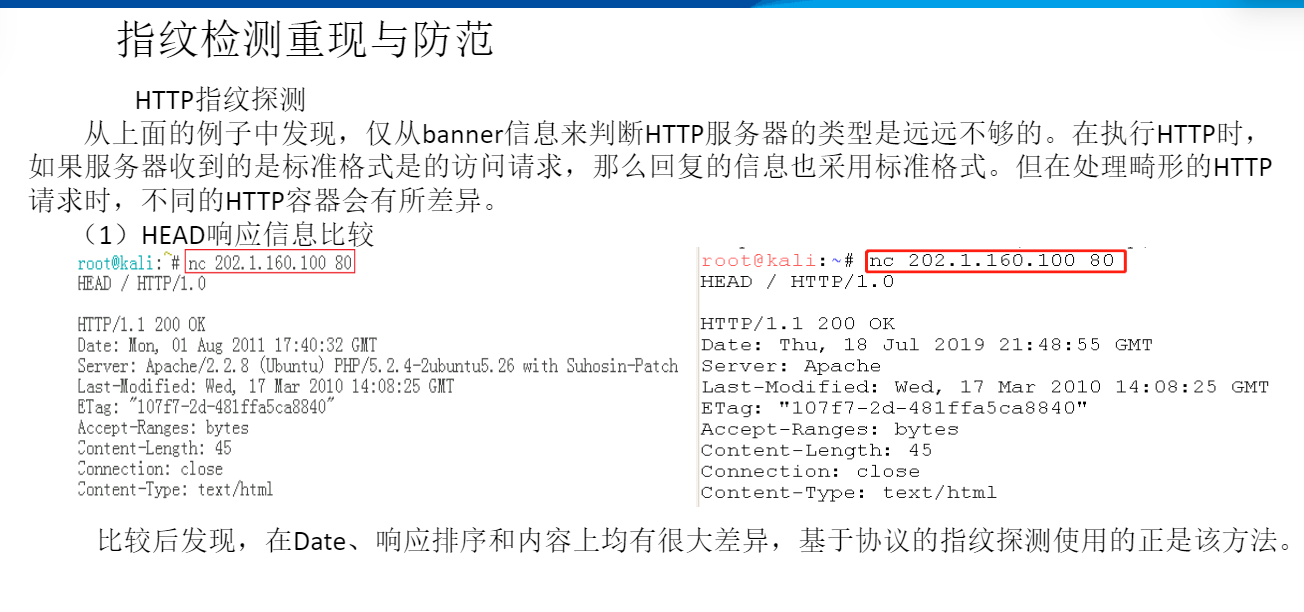 指纹检测重现与防范
HTTP指纹探测
从上面的例子中发现，仅从banner信息来判断HTTP服务器的类型是远远不够的。在执行HTTP时，
如果服务器收到的是标准格式是的访问请求，那么回复的信息也采用标准格式。但在处理畸形的HTTP
请求时，不同的HTTP容器会有所差异。
（1）HEAD响应信息比较
root@kali:~# nc 202.1.160.100 80
HEAD / HTTP/1.0
HTTP/1.1 200 OK
Date: Mon, 01 Aug 2011 17:40:32 GMT
Server: Apache/2.2.8 (Ubuntu) PHP/5.2.4-2ubuntu5.26 with Suhosin-Patch
Last-Modified: Wed, 17 Mar 2010 14:08:25 GMT
ETag: "107f7-2d-481ffa5ca8840"
Accept-Ranges: bytes
Content-Length: 45
Connection: close
Content-Type: text/html
root@kali:~# nc 202.1.160.100 80
HEAD / HTTP/1.0
HTTP/1.1 200 OK
Date: Thu, 18 Jul 2019 21:48:55 GMT
Server: Apache
Last-Modified: Wed, 17 Mar 2010 14:08:25 GMT
ETag: "107f7-2d-481ffa5ca8840"
Accept-Ranges: bytes
Content-Length: 45
Connection: close
Content-Type: text/html
比较后发现，在Date、响应排序和内容上均有很大差异，基于协议的指纹探测使用的正是该方法。